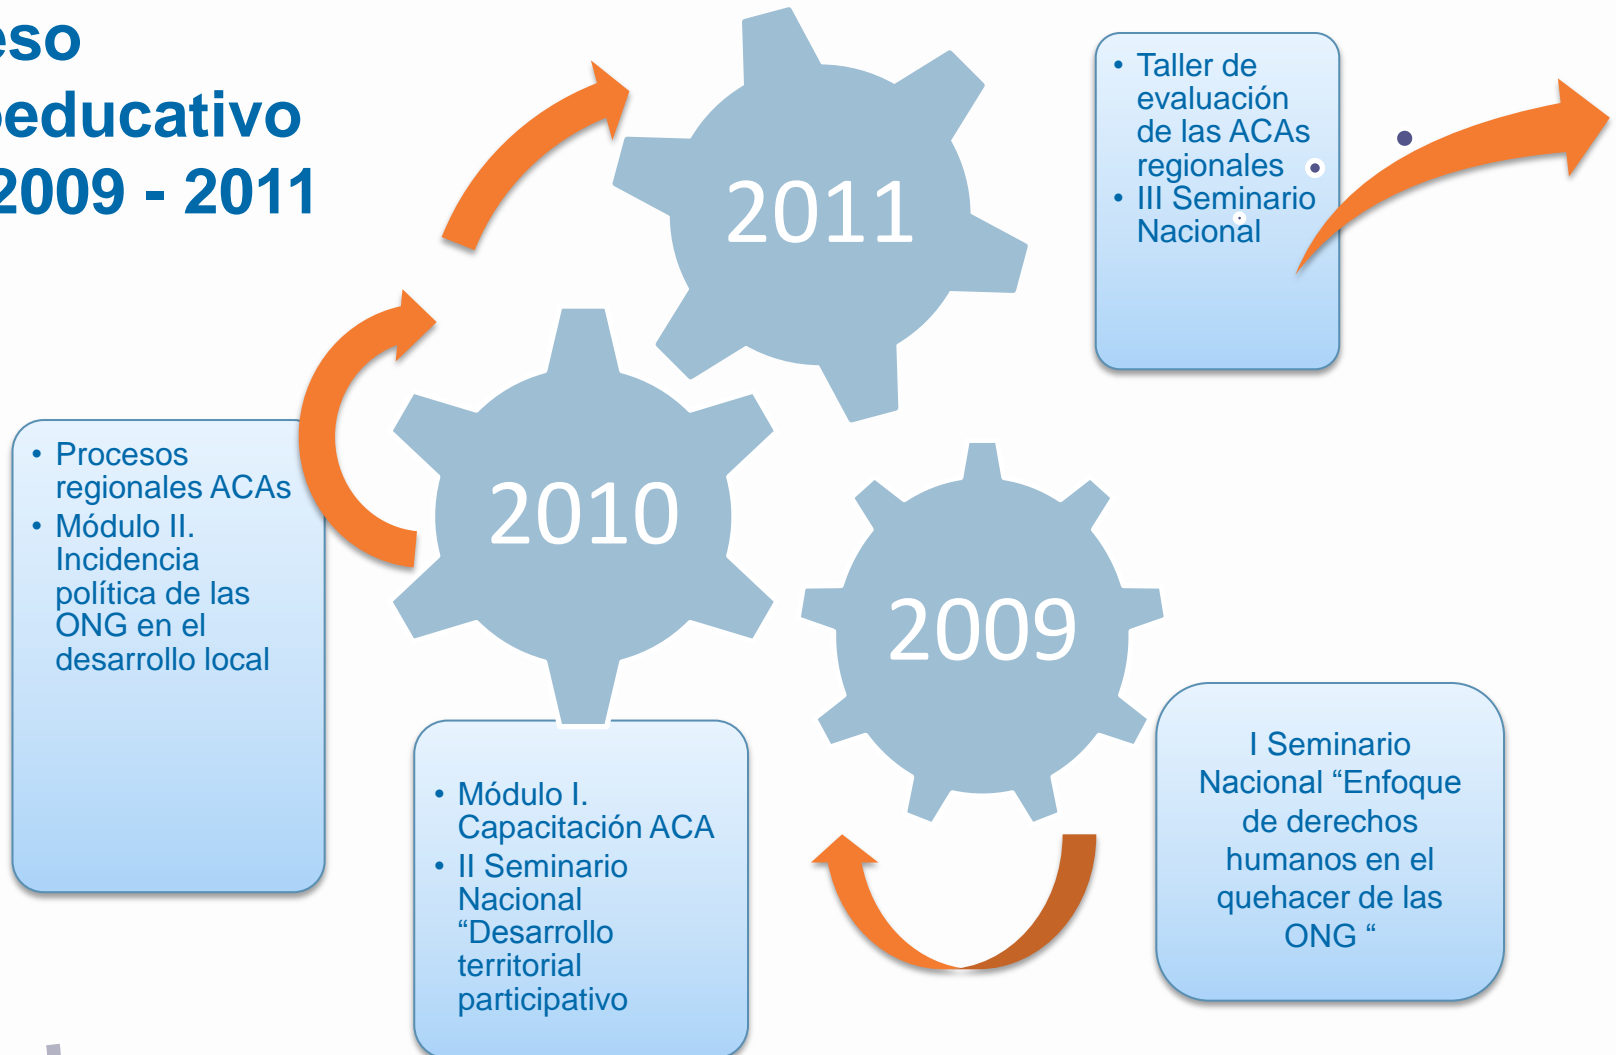 eso
oeducativo
2009 - 2011
2011
• Taller de
evaluación
de las ACAs
regionales
• III Seminario
Nacional
2010
• Procesos
regionales ACAs
• Módulo II.
Incidencia
política de las
ONG en el
desarrollo local
2009
• Módulo I.
Capacitación ACA
• II Seminario
Nacional
“Desarrollo
territorial
participativo
I Seminario
Nacional “Enfoque
de derechos
humanos en el
quehacer de las
ONG “